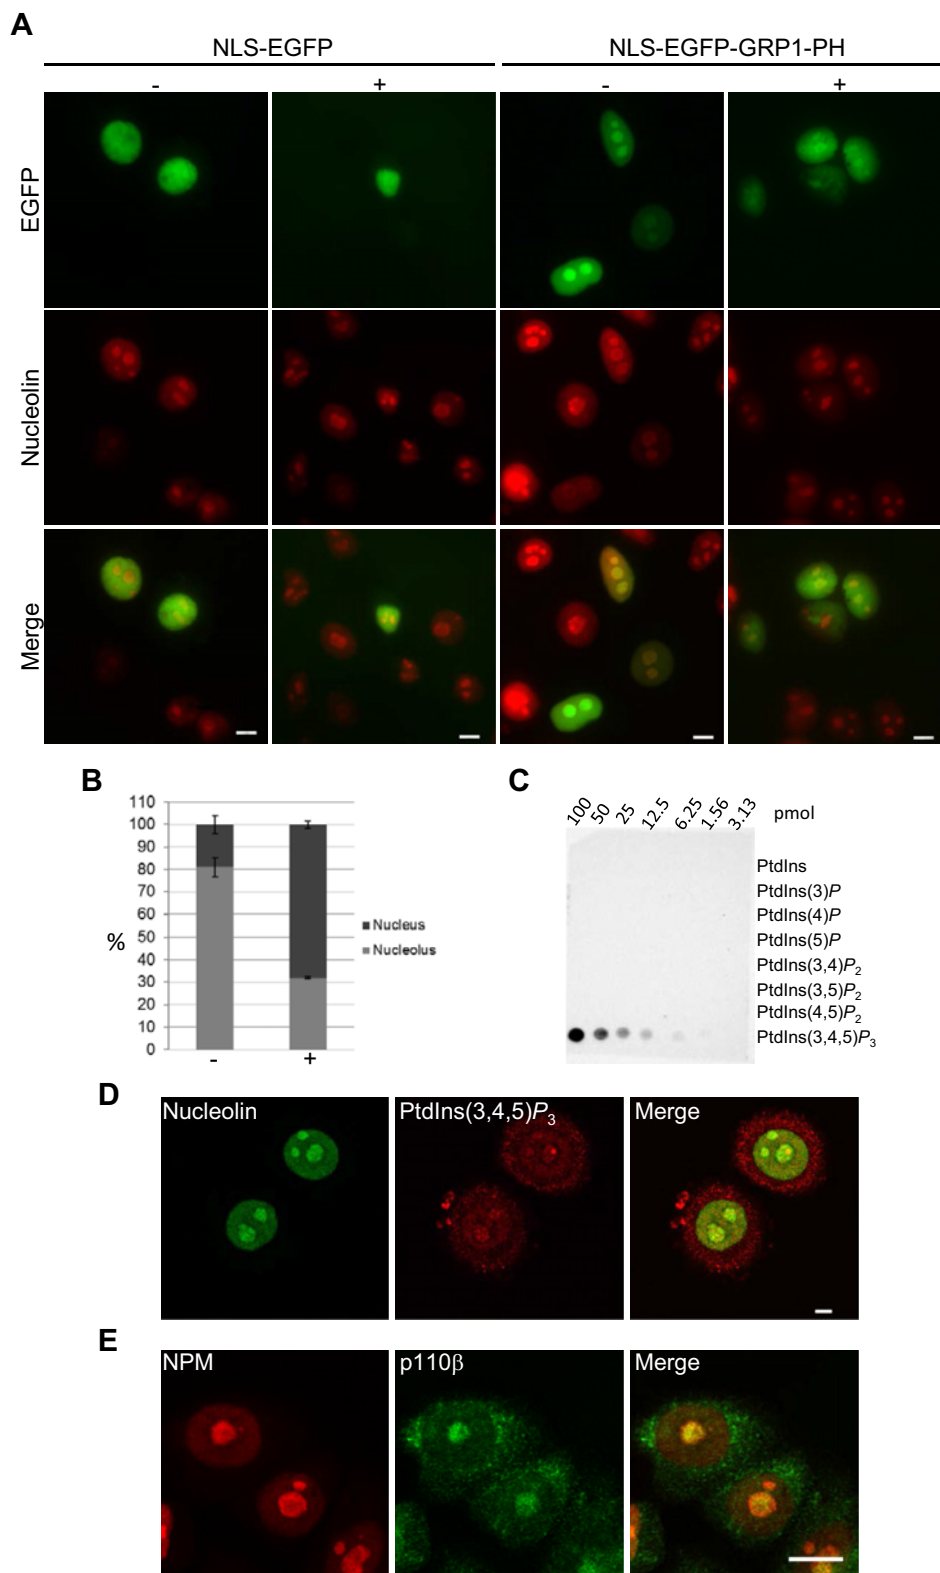 A
NLS-EGFP
NLS-EGFP-GRP1-PH
- + - +
EGFP
Nucleolin
Merge
B
110
100
90
80
70
60
50
40
30
20
10
0
%
- +
Nucleus
Nucleolus
C
100 50 25 12.5 6.25 1.56 3.13 pmol
PtdIns
PtdIns(3)P
PtdIns(4)P
PtdIns(5)P
PtdIns(3,4)P2
PtdIns(3,5)P2
PtdIns(4,5)P2
PtdIns(3,4,5)P3
D
Nucleolin PtdIns(3,4,5)P3 Merge
E
NPM p110β Merge